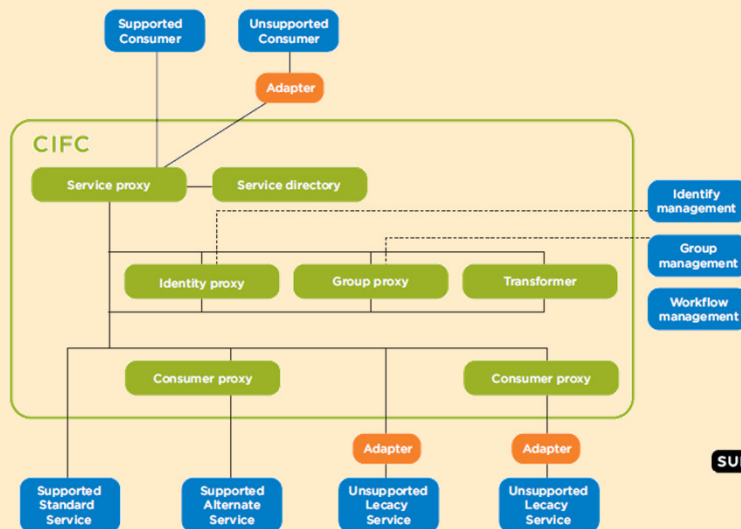 Supported
Consumer
Unsupported
Consumer
Adapter
CIFC
Service proxy
Service directory
Identify
management
Group
management
Workflow
management
Identity proxy
Group proxy
Transformer
Consumer proxy
Consumer proxy
Adapter
Adapter
Supported
Standard
Service
Supported
Alternate
Service
Unsupported
Lecacy
Service
Unsupported
Lecacy
Service